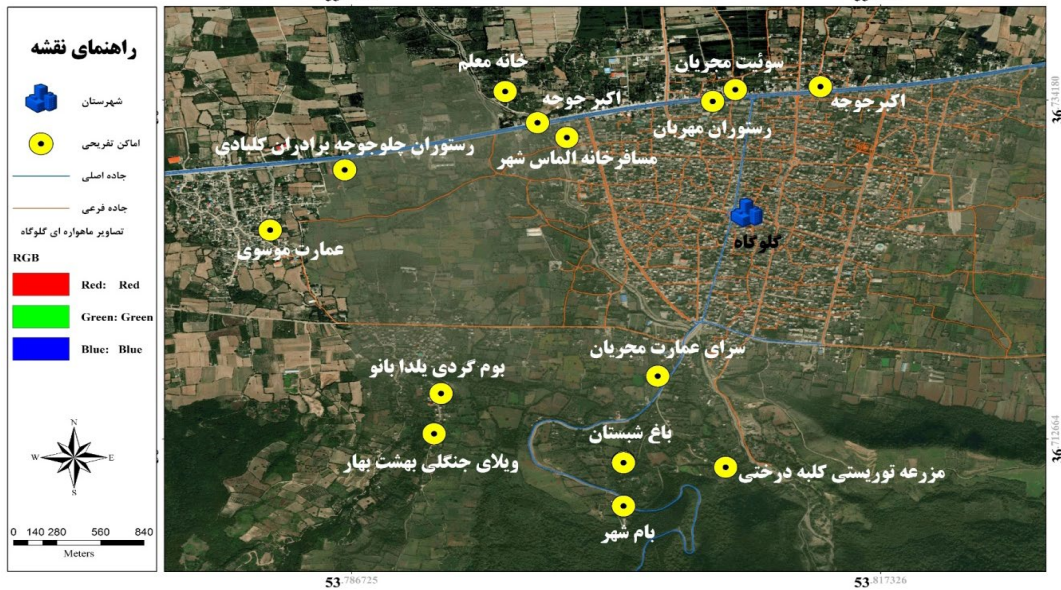 راهنمای نقشه
شهرستان
اماکن تفریحی
جاده اصلی
جاده فرعی
تصاویر ماهواره ای گلوگاه
RGB
Red: Red
Green: Green
Blue: Blue
N
W E
S
0 140 280 560 840
Meters
خانه معلم
سوئیت مجریان
اکبر جوجه
اکبرجوجه
رستوران مهربان
مسافرخانه الماس شهر
رستوران چلوجوجه برادران کلبادی
عمارت موسوی
گلوگاه
سرای عمارت مجریان
بوم گردی یلدا بانو
باغ شبستان
ویلای جنگلی بهشت بهار
مزرعه توریستی کلبه درختی
بام شهر
36.734180
36.712664
53.786725
53.817326